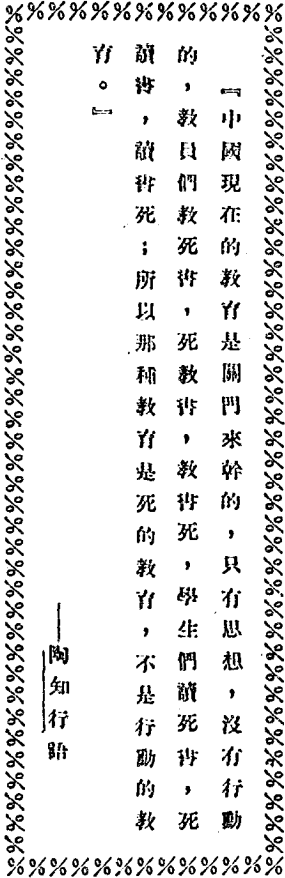 『中國現在的教育是關門來幹的，只有思想，沒有行動
的，教員們教死書，死教書，教書死，學生們讀死書，死
讀書，讀書死；所以那種教育是死的教育，不是行動的教
育。』
——陶知行語